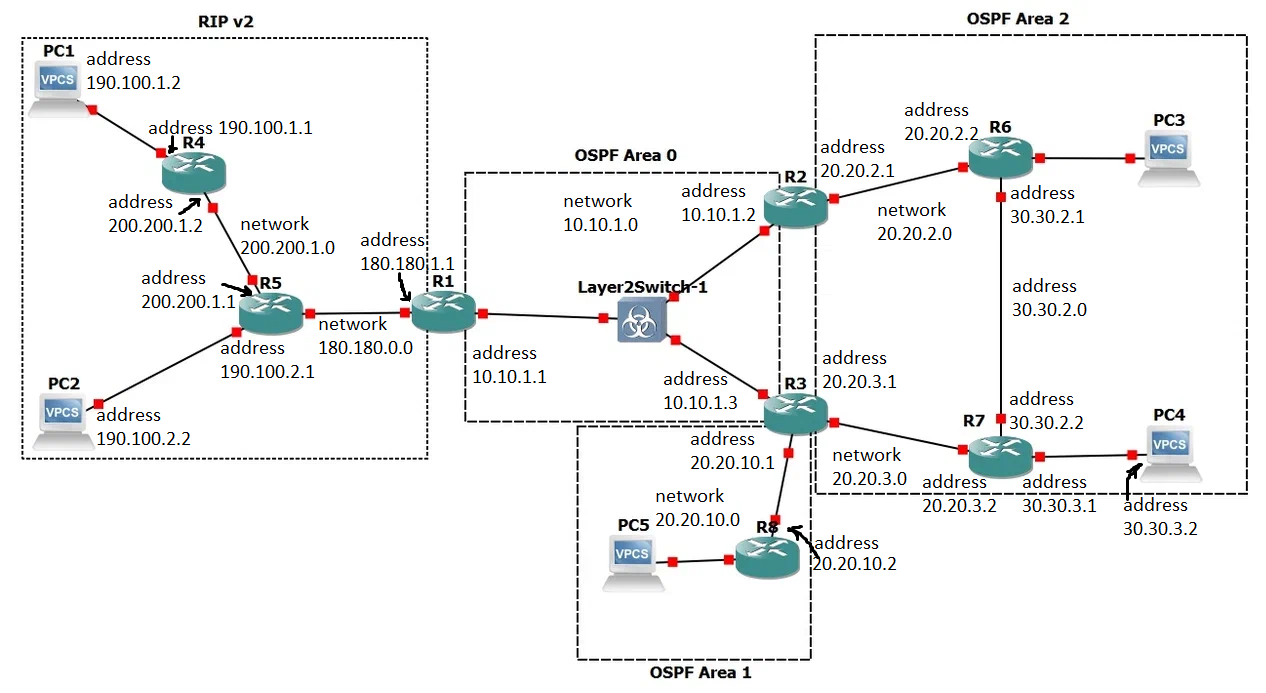 RIP v2
OSPF Area 2
PC1
address
190.100.1.2
VPCS
address 190.100.1.1
R4
address
200.200.1.2
network
200.200.1.0
address
200.200.1.1
R5
network
180.180.0.0
address
180.180.1.1
R1
address
190.100.2.1
PC2
VPCS
address
190.100.2.2
OSPF Area 0
network
10.10.1.0
address
10.10.1.2
R2
Layer2Switch-1
address
10.10.1.1
address
10.10.1.3
R3
address
20.20.2.1
network
20.20.2.0
address
20.20.2.2
R6
PC3
VPCS
address
30.30.2.1
address
30.30.2.0
address
20.20.3.1
network
20.20.3.0
R7
address
30.30.2.2
address
20.20.3.2
address
30.30.3.1
PC4
VPCS
address
30.30.3.2
address
20.20.10.1
network
20.20.10.0
PC5
VPCS
R8
address
20.20.10.2
OSPF Area 1